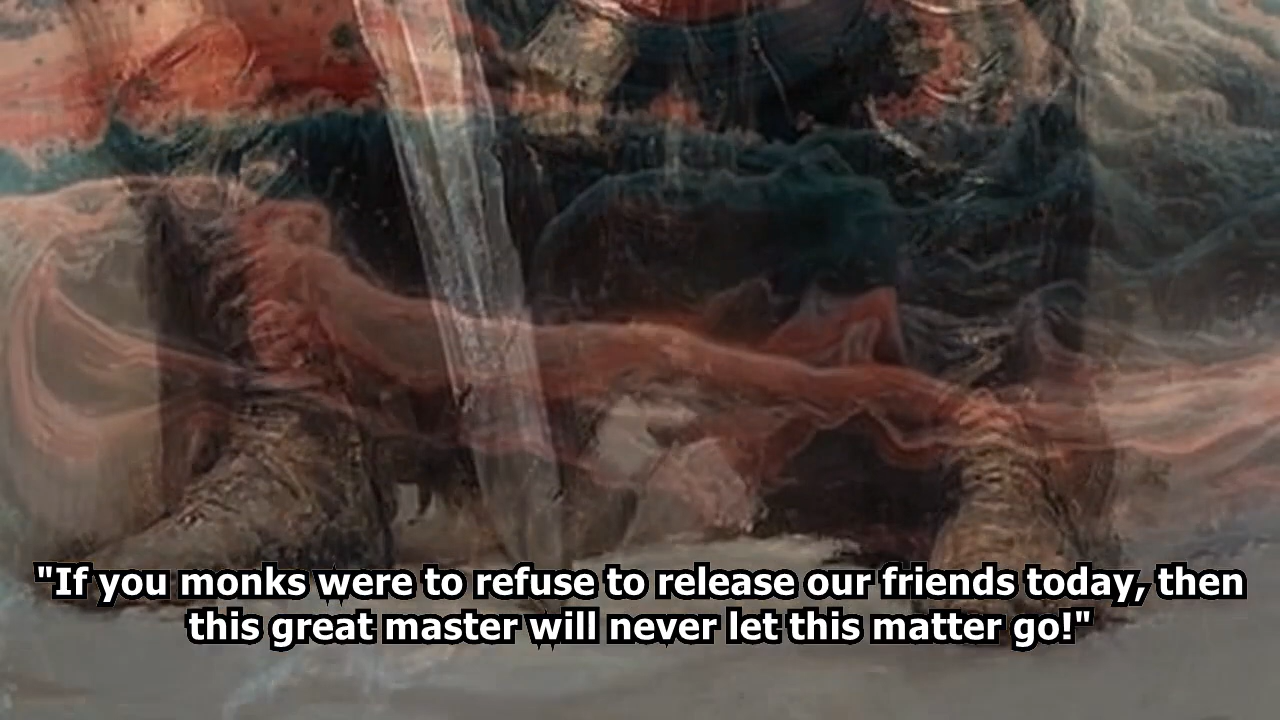 "If you monks were to refuse to release our friends today, then
this great master will never let this matter go!"